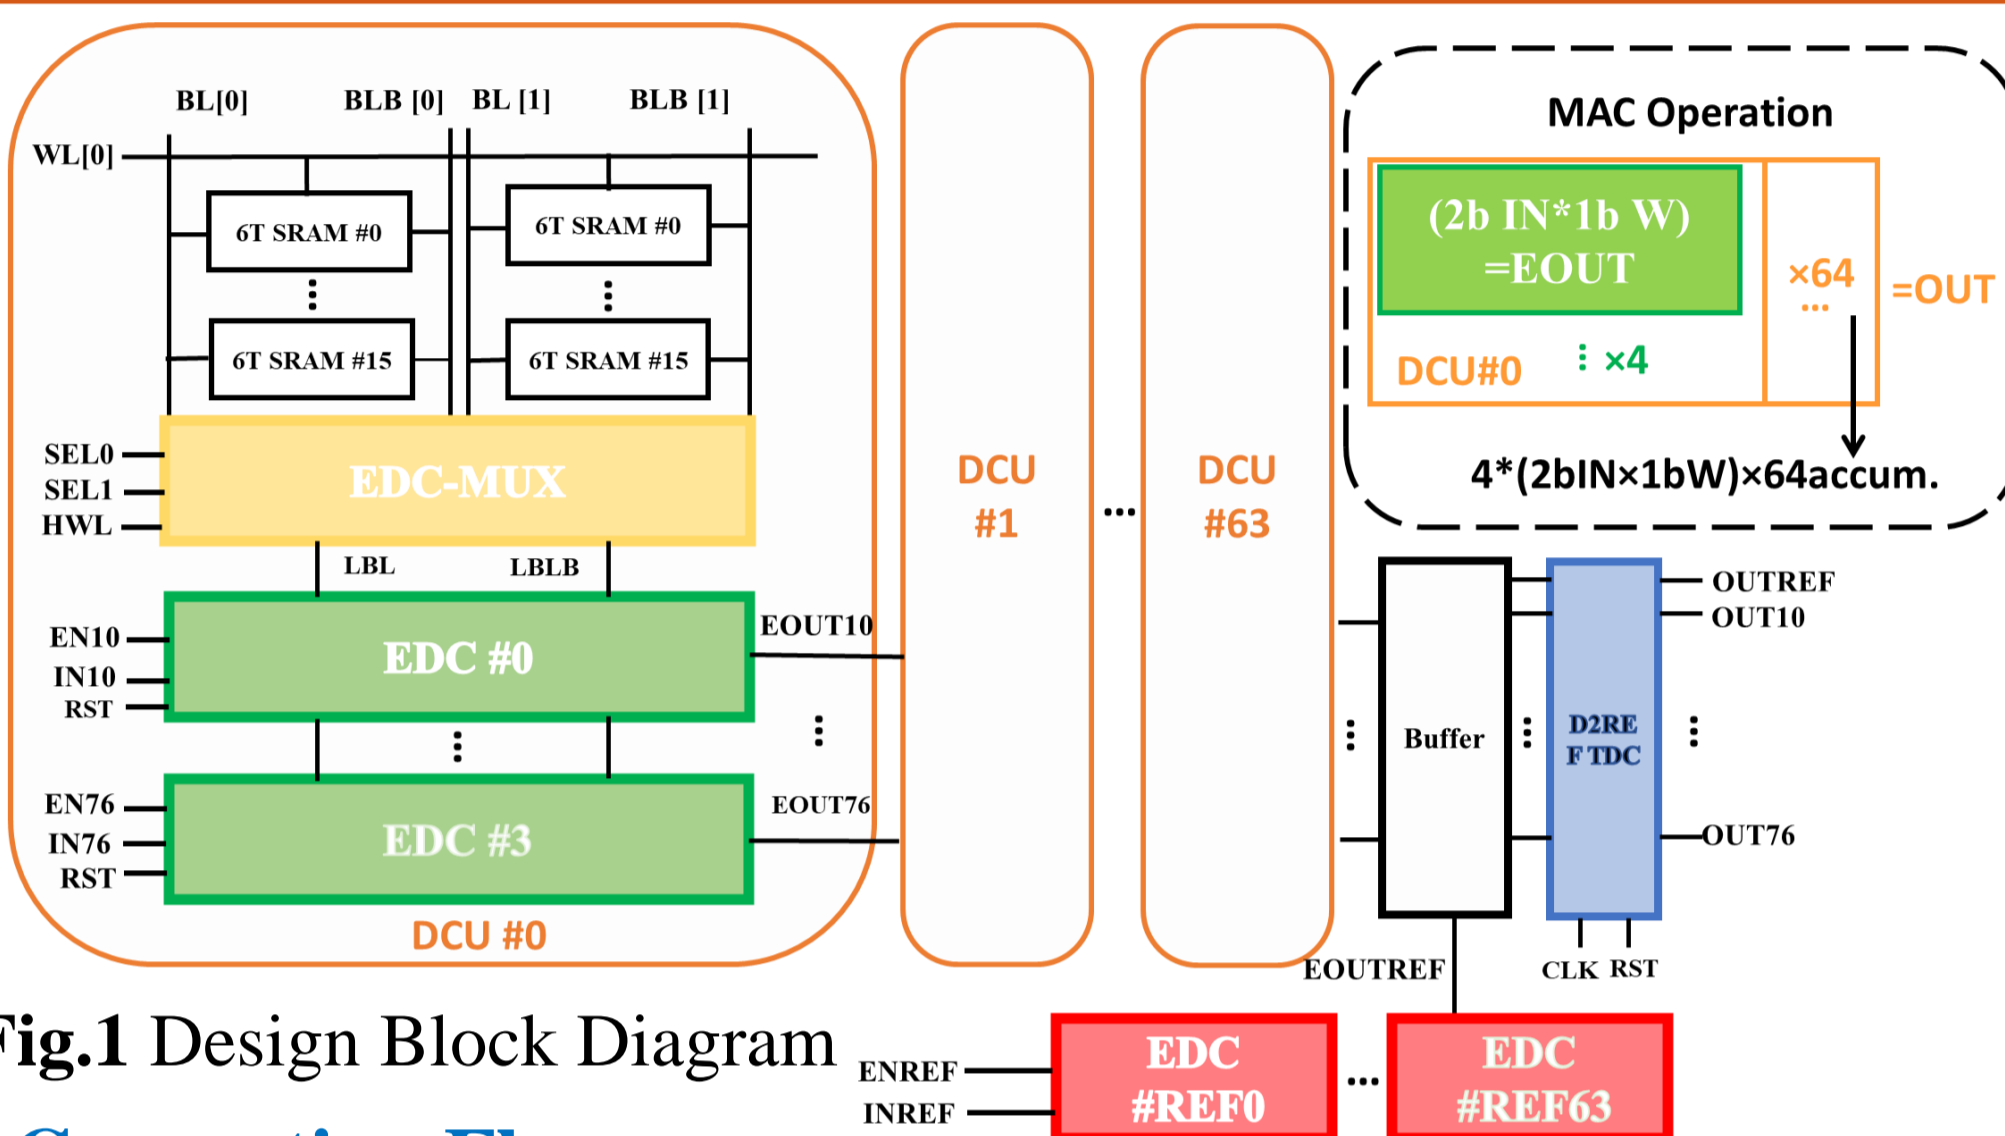 BL[0] BLB [0] BL [1] BLB [1]
WL[0]
6T SRAM #0 6T SRAM #0
6T SRAM #15 6T SRAM #15
SEL0
SEL1
HWL
EDC-MUX
LBL LBLB
EN10
IN10
RST
EDC #0
EOUT10
EN76
IN76
RST
EDC #3
EOUT76
DCU #0
DCU
#1
...
DCU
#63
MAC Operation
(2b IN*1b W)
=EOUT
×64
...
=OUT
DCU#0
×4
4*(2bIN×1bW)×64accum.
Buffer
D2RE
F TDC
OUTREF
OUT10
OUT76
EOUTREF
CLK RST
ENREF
INREF
EDC
#REF0
...
EDC
#REF63
Fig.1 Design Block Diagram